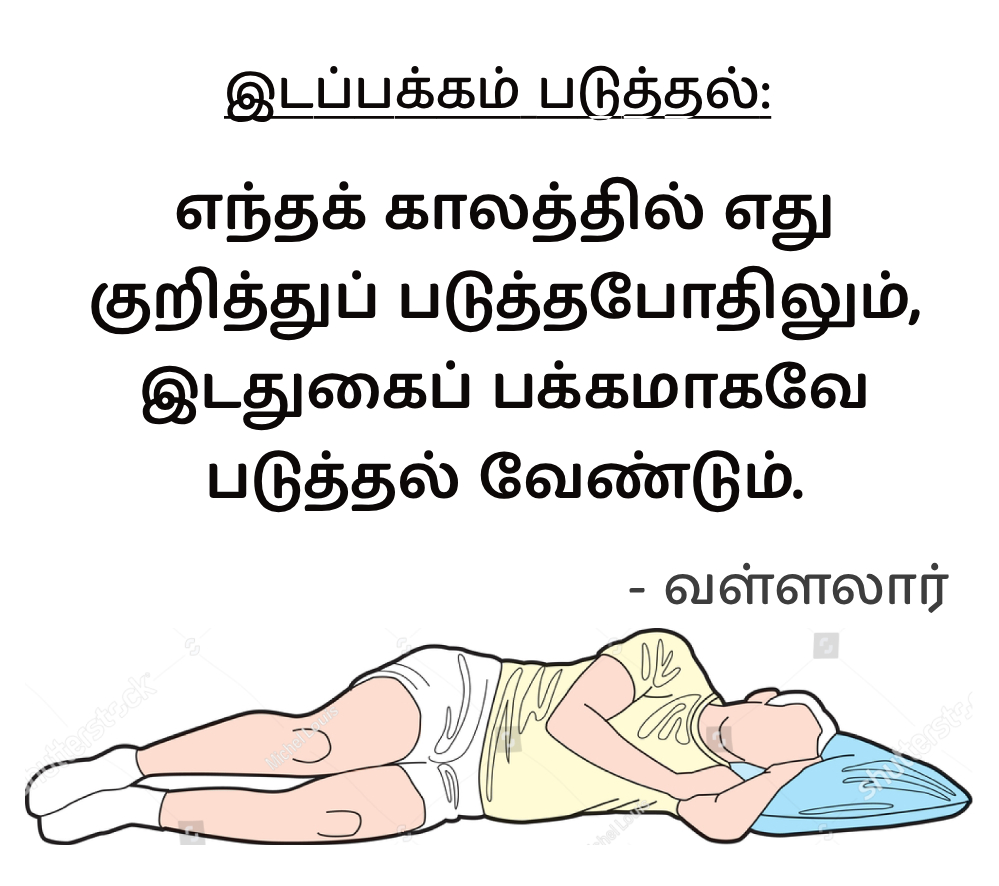 இடப்பக்கம் படுத்தல்:
எந்தக் காலத்தில் எது
குறித்துப் படுத்தபோதிலும்,
இடதுகைப் பக்கமாகவே
படுத்தல் வேண்டும்.
- வள்ளலார்
shutterstock